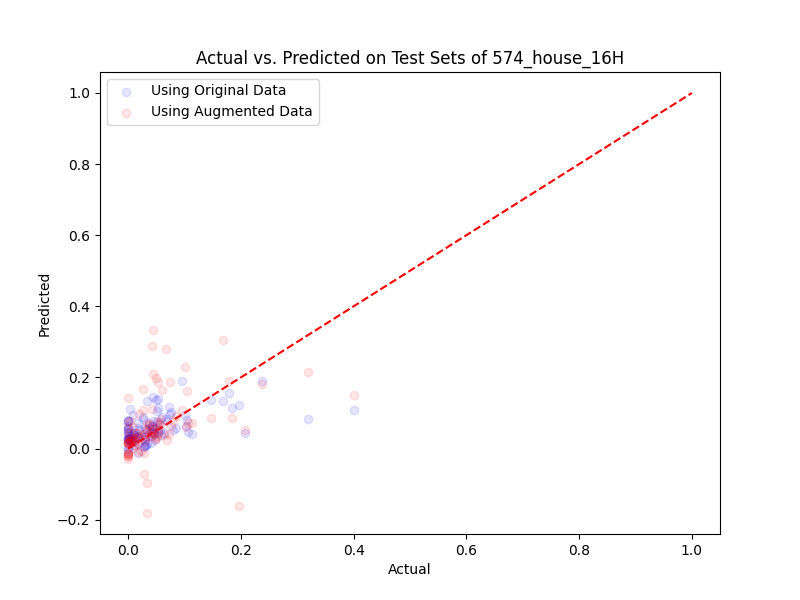 Actual vs. Predicted on Test Sets of 574_house_16H
Using Original Data
Using Augmented Data
1.0
0.8
0.6
0.4
0.2
0.0
−0.2
Predicted
0.0 0.2 0.4 0.6 0.8 1.0
Actual